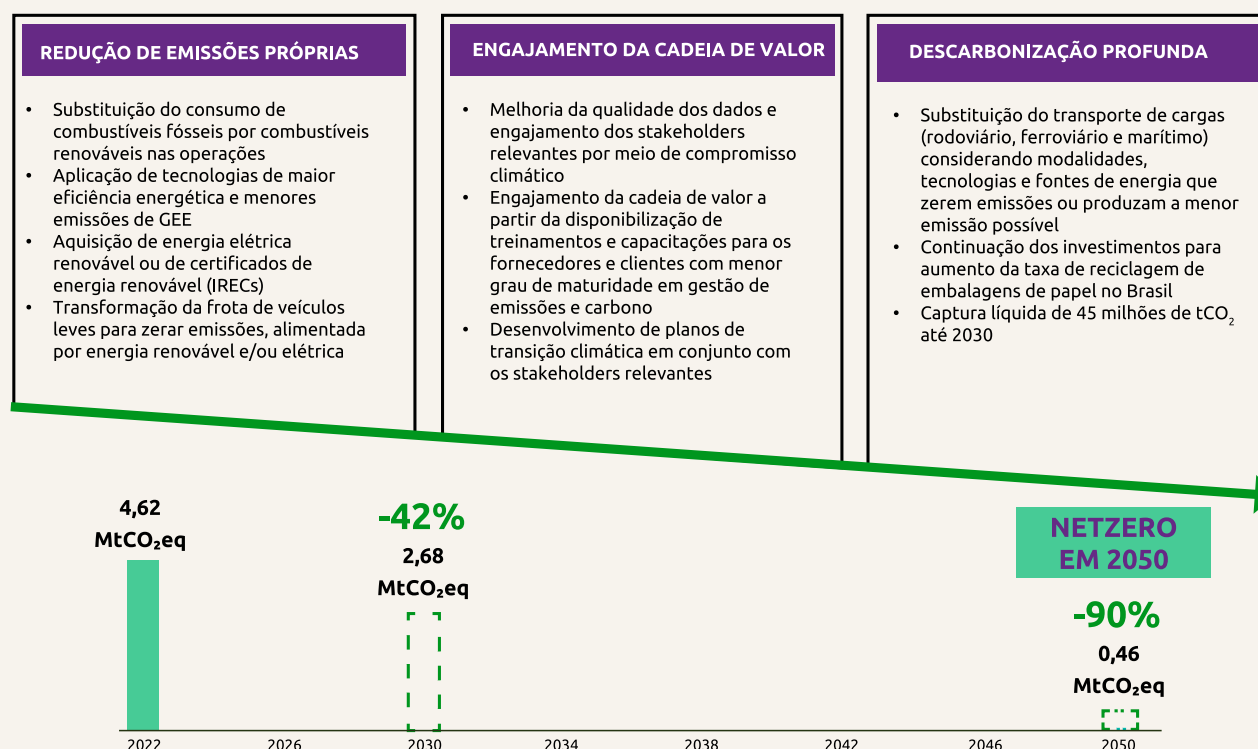 REDUÇÃO DE EMISSÕES PRÓPRIAS
• Substituição do consumo de
combustíveis fósseis por combustíveis
renováveis nas operações
• Aplicação de tecnologias de maior
eficiência energética e menores
emissões de GEE
• Aquisição de energia elétrica
renovável ou de certificados de
energia renovável (IRECs)
• Transformação da frota de veículos
leves para zerar emissões, alimentada
por energia renovável e/ou elétrica
ENGAJAMENTO DA CADEIA DE VALOR
• Melhoria da qualidade dos dados e
engajamento dos stakeholders
relevantes por meio de compromisso
climático
• Engajamento da cadeia de valor a
partir da disponibilização de
treinamentos e capacitações para os
fornecedores e clientes com menor
grau de maturidade em gestão de
emissões e carbono
• Desenvolvimento de planos de
transição climática em conjunto com
os stakeholders relevantes
DESCARBONIZAÇÃO PROFUNDA
• Substituição do transporte de cargas
(rodoviário, ferroviário e marítimo)
considerando modalidades,
tecnologias e fontes de energia que
zerem emissões ou produzam a menor
emissão possível
• Continuação dos investimentos para
aumento da taxa de reciclagem de
embalagens de papel no Brasil
• Captura líquida de 45 milhões de tCO₂
até 2030
4,62
MtCO₂eq
-42%
2,68
MtCO₂eq
NETZERO
EM 2050
-90%
0,46
MtCO₂eq
2022 2026 2030 2034 2038 2042 2046 2050